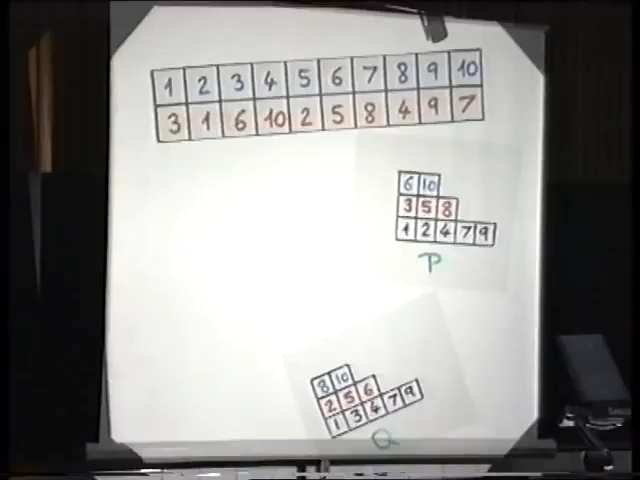 1 2 3 4 5 6 7 8 9 10
3 1 6 10 2 5 8 4 9 7
6 10
3 5 8
1 2 4 7 9
P
8 10
2 5 6
1 3 4 7 9
Q